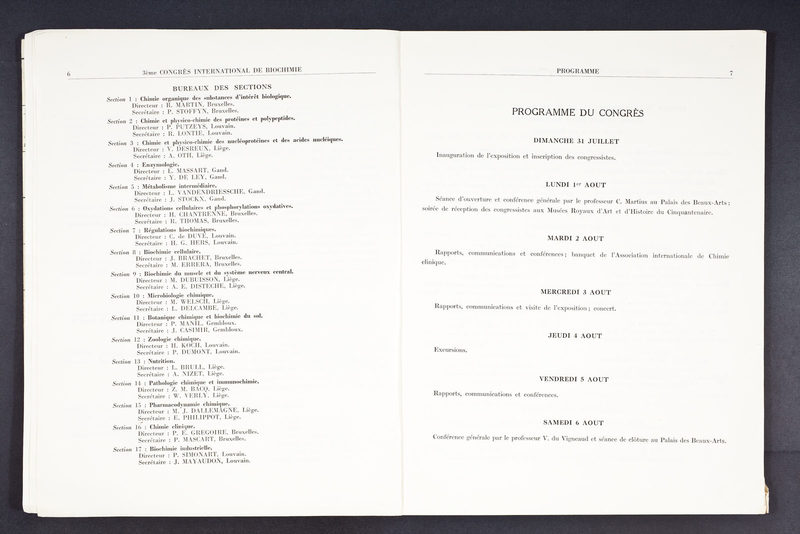 6
3ème CONGRÈS INTERNATIONAL DE BIOCHIMIE
BUREAUX DES SECTIONS
Section 1 : Chimie organique des substances d'intérêt biologique.
Directeur : R. MARTIN, Bruxelles.
Secrétaire : P. STOFFYN, Bruxelles.
Section 2 : Chimie et physico-chimie des protéines et polypeptides.
Directeur : P. PUTZEYS, Louvain.
Secrétaire : R. LONTIE, Louvain.
Section 3 : Chimie et physico-chimie des nucléoprotéines et des acides nucléiques.
Directeur : V. DESREUX, Liège.
Secrétaire : A. OTH, Liège.
Section 4 : Enzymologie.
Directeur : L. MASSART, Gand.
Secrétaire : Y. DE LEY, Gand.
Section 5 : Métabolisme intermédiaire.
Directeur : L. VANDENDRIESSCHE, Gand.
Secrétaire : J. STOCKX, Gand.
Section 6 : Oxydations cellulaires et phosphorylations oxydatives.
Directeur : H. CHANTRENNE, Bruxelles.
Secrétaire : R. THOMAS, Bruxelles.
Section 7 : Régulations biochimiques.
Directeur : C. de DUVE, Louvain.
Secrétaire : H. G. HERS, Louvain.
Section 8 : Biochimie cellulaire.
Directeur : J. BRACHET, Bruxelles.
Secrétaire : M. ERRERA, Bruxelles.
Section 9 : Biochimie du muscle et du système nerveux central.
Directeur : M. DUBUISSON, Liège.
Secrétaire : A. E. DISTECHE, Liège.
Section 10 : Microbiologie chimique.
Directeur : M. WELSCH, Liège.
Secrétaire : L. DELCAMBE, Liège.
Section 11 : Botanique chimique et biochimie du sol.
Directeur : P. MANIL, Gembloux.
Secrétaire : J. CASIMIR, Gembloux.
Section 12 : Zoologie chimique.
Directeur : H. KOCH, Louvain.
Secrétaire : P. DUMONT, Louvain.
Section 13 : Nutrition.
Directeur : L. BRULL, Liège.
Secrétaire : A. NIZET, Liège.
Section 14 : Pathologie chimique et immunochimie.
Directeur : Z. M. BACQ, Liège.
Secrétaire : W. VERLY, Liège.
Section 15 : Pharmacodynamie chimique.
Directeur : M. J. DALLEMAGNE, Liège.
Secrétaire : E. PHILIPPOT, Liège.
Section 16 : Chimie clinique.
Directeur : P. E. GREGOIRE, Bruxelles.
Secrétaire : P. MASCART, Bruxelles.
Section 17 : Biochimie industrielle.
Directeur : P. SIMONART, Louvain.
Secrétaire : J. MAYAUDON, Louvain.
PROGRAMME
7
PROGRAMME DU CONGRÈS
DIMANCHE 31 JUILLET
Inauguration de l'exposition et inscription des congressistes.
LUNDI 1er AOUT
Séance d'ouverture et conférence générale par le professeur C. Martius au Palais des Beaux-Arts;
soirée de réception des congressistes aux Musées Royaux d'Art et d'Histoire du Cinquantenaire.
MARDI 2 AOUT
Rapports, communications et conférences; banquet de l'Association internationale de Chimie
clinique.
MERCREDI 3 AOUT
Rapports, communications et visite de l'exposition; concert.
JEUDI 4 AOUT
Excursions.
VENDREDI 5 AOUT
Rapports, communications et conférences.
SAMEDI 6 AOUT
Conférence générale par le professeur V. du Vigneaud et séance de clôture au Palais des Beaux-Arts.